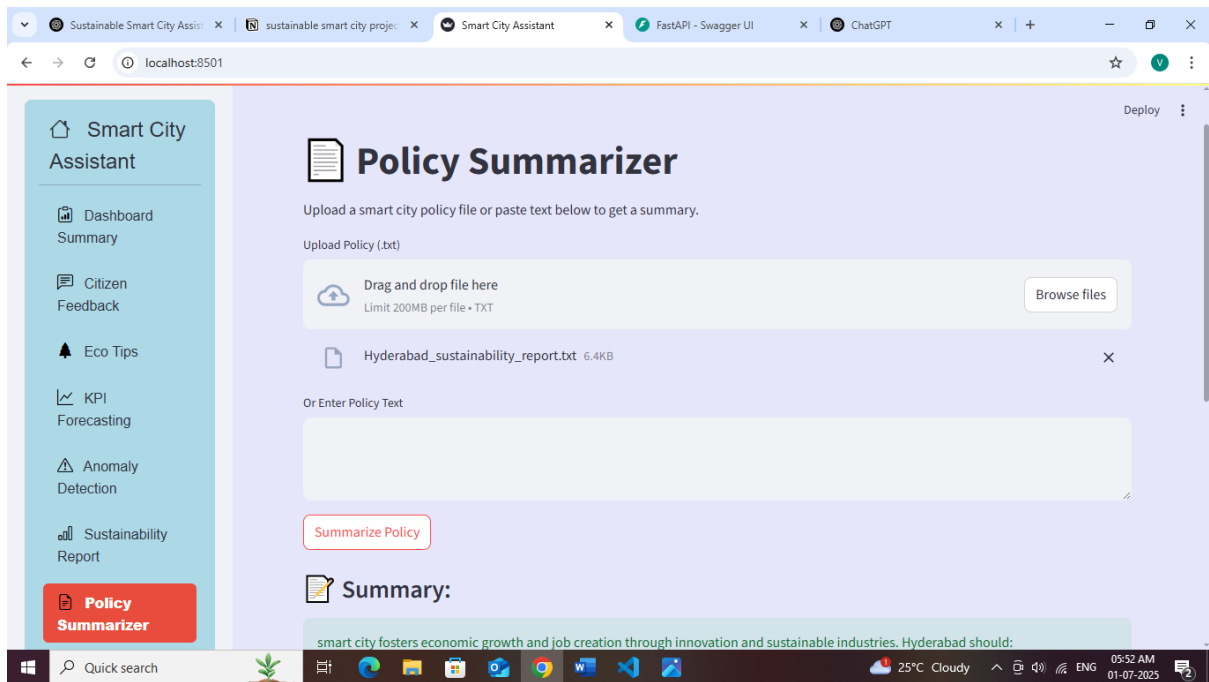 Sustainable Smart City Assist
sustainable smart city projec
Smart City Assistant
FastAPI - Swagger UI
ChatGPT
localhost:8501
V
Deploy
Smart City
Assistant
Dashboard
Summary
Citizen
Feedback
Eco Tips
KPI
Forecasting
Anomaly
Detection
Sustainability
Report
Policy
Summarizer
Policy Summarizer
Upload a smart city policy file or paste text below to get a summary.
Upload Policy (.txt)
Drag and drop file here
Limit 200MB per file • TXT
Browse files
Hyderabad_sustainability_report.txt 6.4KB
Or Enter Policy Text
Summarize Policy
Summary:
smart city fosters economic growth and job creation through innovation and sustainable industries. Hyderabad should:
Quick search
25°C Cloudy
ENG
05:52 AM
01-07-2025
2